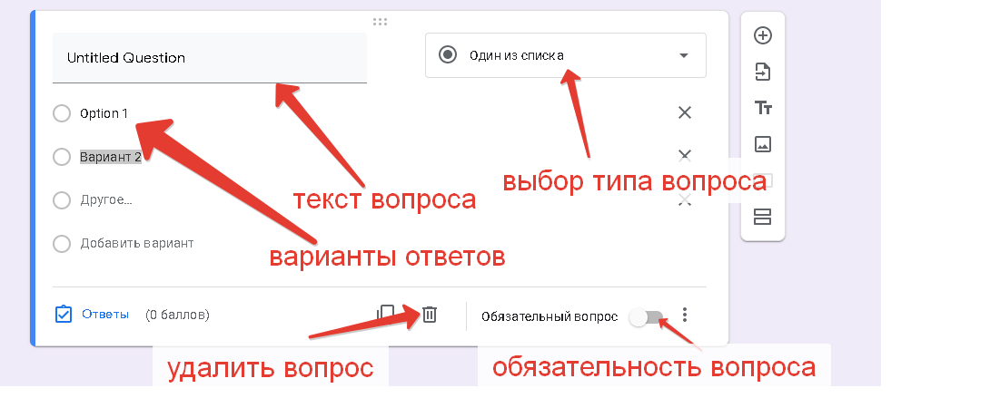 Untitled Question
Один из списка
Option 1
Вариант 2
выбор типа вопроса
текст вопроса
Другое...
Добавить вариант
варианты ответов
Ответы (0 баллов)
Обязательный вопрос
удалить вопрос
обязательность вопроса
Tт